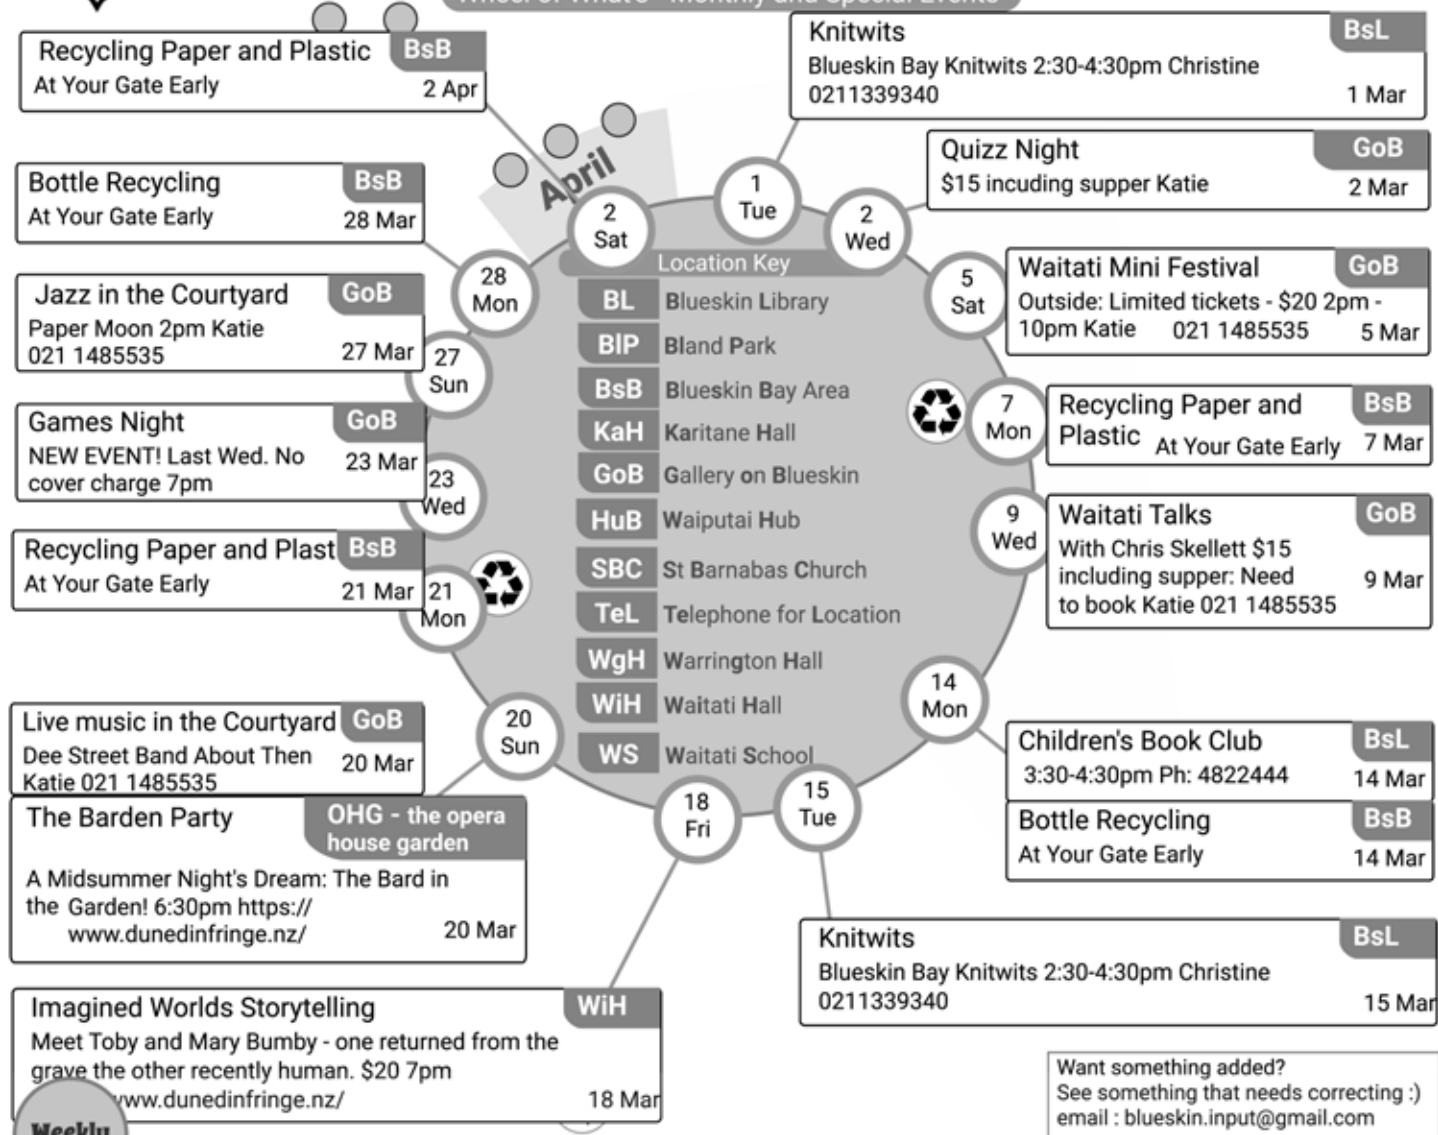 Wheel of What's - Monthly and Special Events
Recycling Paper and Plastic BsB
At Your Gate Early 2 Apr
Knitwits BsL
Blueskin Bay Knitwits 2:30-4:30pm Christine
0211339340 1 Mar
April
Bottle Recycling BsB
At Your Gate Early 28 Mar
Quizz Night GoB
$15 incuding supper Katie 2 Mar
Jazz in the Courtyard GoB
Paper Moon 2pm Katie
021 1485535 27 Mar
Waitati Mini Festival GoB
Outside: Limited tickets - $20 2pm -
10pm Katie 021 1485535 5 Mar
Games Night GoB
NEW EVENT! Last Wed. No
cover charge 7pm 23 Mar
Recycling Paper and BsB
Plastic At Your Gate Early 7 Mar
Recycling Paper and Plast BsB
At Your Gate Early 21 Mar
Waitati Talks GoB
With Chris Skellett $15
including supper: Need
to book Katie 021 1485535
9 Mar
Live music in the Courtyard GoB
Dee Street Band About Then
Katie 021 1485535 20 Mar
Children's Book Club BsL
3:30-4:30pm Ph: 4822444 14 Mar
Bottle Recycling BsB
At Your Gate Early 14 Mar
The Barden Party OHG - the opera
house garden
A Midsummer Night's Dream: The Bard in
the Garden! 6:30pm https://
www.dunedinfringe.nz/ 20 Mar
Knitwits BsL
Blueskin Bay Knitwits 2:30-4:30pm Christine
0211339340 15 Mar
Imagined Worlds Storytelling WiH
Meet Toby and Mary Bumby - one returned from the
grave the other recently human. $20 7pm
www.dunedinfringe.nz/ 18 Mar
1
Tue
2
Wed
5
Sat
7
Mon
9
Wed
14
Mon
15
Tue
18
Fri
20
Sun
21
Mon
23
Wed
27
Sun
28
Mon
2
Sat
Location Key
BL Blueskin Library
BlP Bland Park
BsB Blueskin Bay Area
KaH Karitane Hall
GoB Gallery on Blueskin
HuB Waiputai Hub
SBC St Barnabas Church
TeL Telephone for Location
WgH Warrington Hall
WiH Waitati Hall
WS Waitati School
Want something added?
See something that needs correcting :)
email : blueskin.input@gmail.com
Weekly